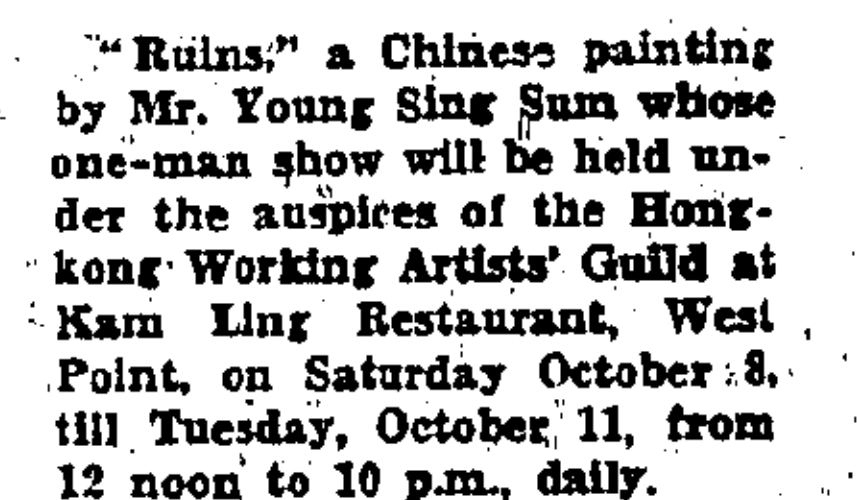 "Ruins," a Chinese painting
by Mr. Young Sing Sum whose
one-man show will be held un-
der the auspices of the Hong-
kong Working Artists' Guild at
Kam Ling Restaurant, West
Point, on Saturday October 8,
till Tuesday, October 11, from
12 noon to 10 p.m., daily.